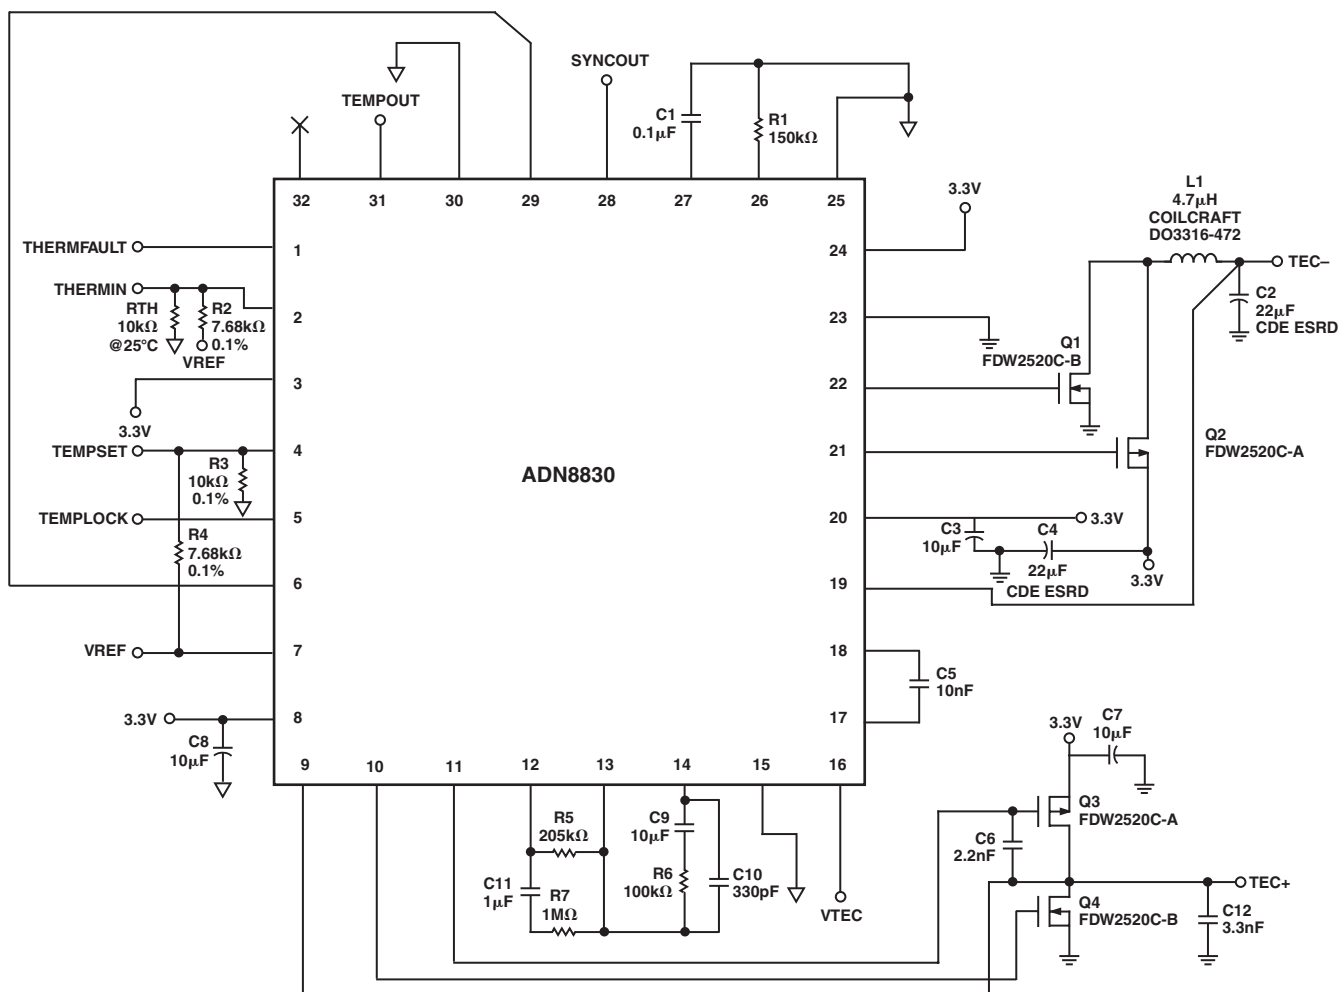 SYNCOUT
TEMPOUT
C1
0.1μF
R1
150kΩ
32 31 30 29 28 27 26 25
3.3V
L1
4.7μH
COILCRAFT
DO3316-472
THERMFAULT
1
24
TEC–
THERMIN
RTH
10kΩ
@25°C
R2
7.68kΩ
0.1%
VREF
2
23
C2
22μF
CDE ESRD
Q1
FDW2520C-B
3
22
3.3V
TEMPSET
4
21
Q2
FDW2520C-A
R3
10kΩ
0.1%
ADN8830
TEMPLOCK
5
20
3.3V
R4
7.68kΩ
0.1%
C3
10μF
C4
22μF
CDE ESRD
3.3V
6
19
VREF
7
18
C5
10nF
3.3V
8
17
C8
10μF
3.3V
C7
10μF
9 10 11 12 13 14 15 16
R5
205kΩ
C9
10μF
Q3
FDW2520C-A
C6
2.2nF
C11
1μF
R7
1MΩ
R6
100kΩ
C10
330pF
VTEC
TEC+
Q4
FDW2520C-B
C12
3.3nF